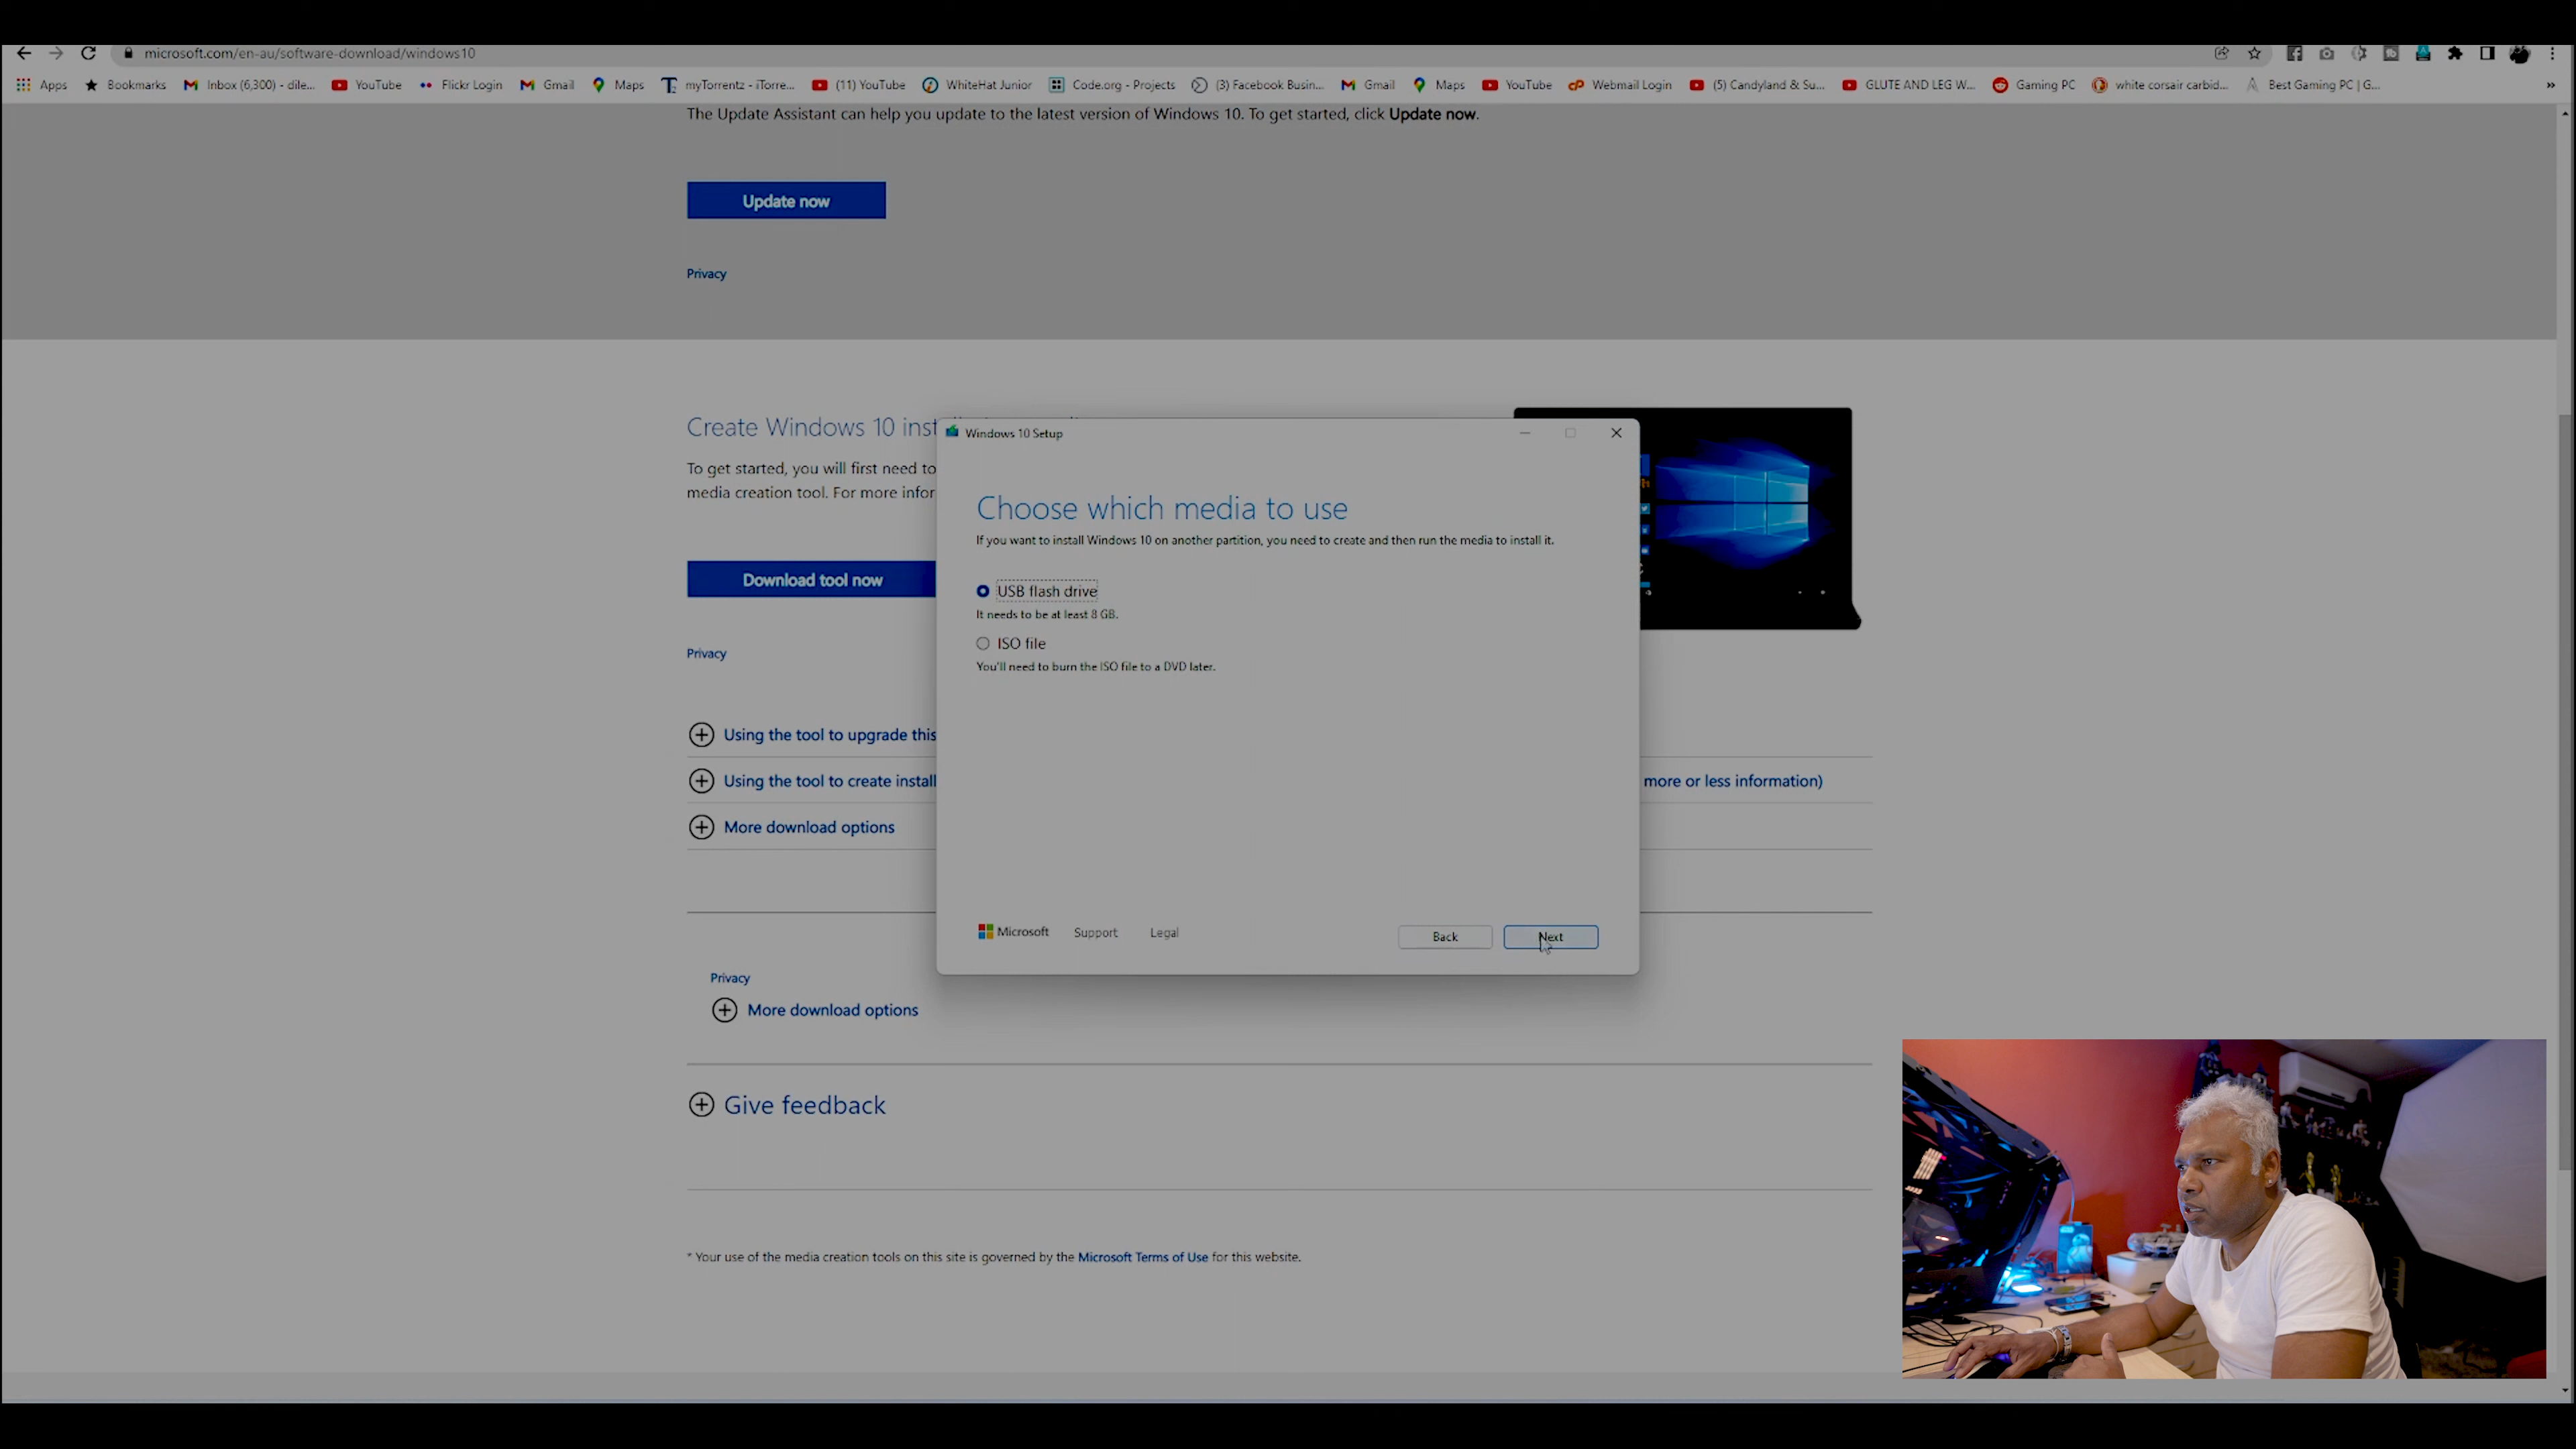 microsoft.com/en-au/software-download/windows10
Apps Bookmarks Inbox (6,300) - dile... YouTube Flickr Login Gmail Maps myTorrentz - iTorre... (11) YouTube WhiteHat Junior Code.org - Projects (3) Facebook Busin... Gmail Maps YouTube Webmail Login (5) Candyland & Su... GLUTE AND LEG W... Gaming PC white corsair carbid... Best Gaming PC | G... »
The Update Assistant can help you update to the latest version of Windows 10. To get started, click Update now.
Update now
Privacy
Create Windows 10 inst
To get started, you will first need to
media creation tool. For more infor
Download tool now
Privacy
Using the tool to upgrade this
Using the tool to create install
more or less information)
More download options
Windows 10 Setup
Choose which media to use
If you want to install Windows 10 on another partition, you need to create and then run the media to install it.
USB flash drive
It needs to be at least 8 GB.
ISO file
You'll need to burn the ISO file to a DVD later.
Microsoft Support Legal
Back Next
Privacy
More download options
Give feedback
* Your use of the media creation tools on this site is governed by the Microsoft Terms of Use for this website.